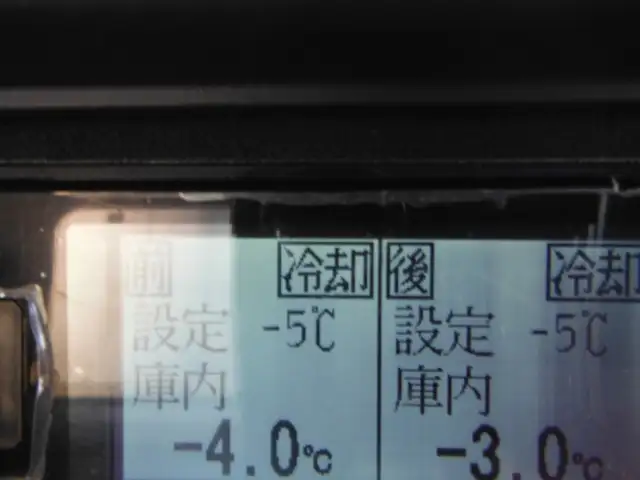 前 冷却
設定 -5℃
庫内
-4.0℃
後 冷却
設定 -5℃
庫内
-3.0℃